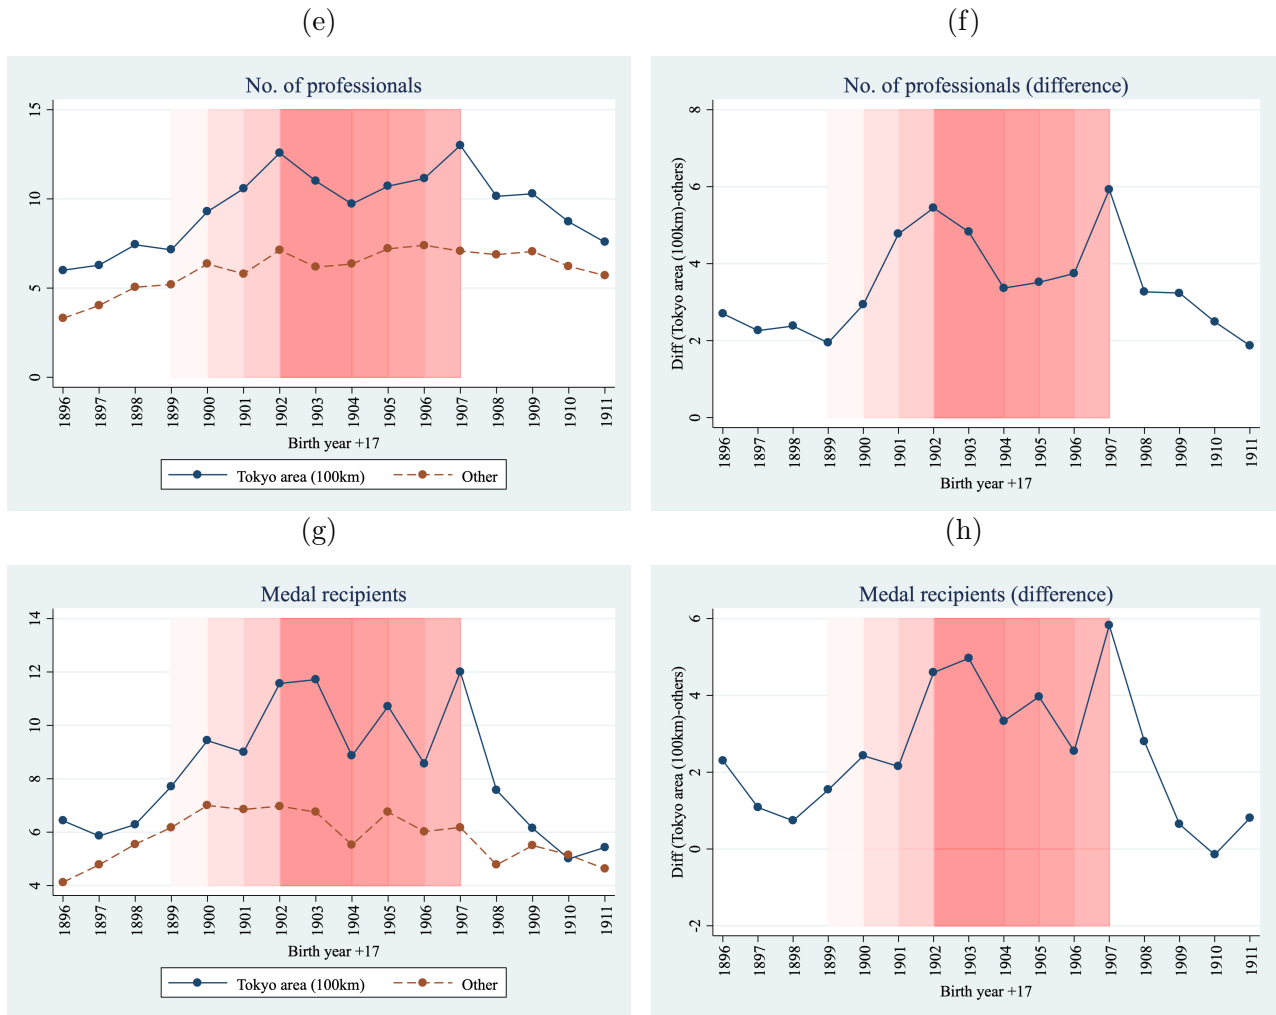 (e)
No. of professionals
15
10
5
0
1896 1897 1898 1899 1900 1901 1902 1903 1904 1905 1906 1907 1908 1909 1910 1911
Birth year +17
Tokyo area (100km) Other
(f)
No. of professionals (difference)
Diff (Tokyo area (100km)-others)
8
6
4
2
0
1896 1897 1898 1899 1900 1901 1902 1903 1904 1905 1906 1907 1908 1909 1910 1911
Birth year +17
(g)
Medal recipients
14
12
10
8
6
4
1896 1897 1898 1899 1900 1901 1902 1903 1904 1905 1906 1907 1908 1909 1910 1911
Birth year +17
Tokyo area (100km) Other
(h)
Medal recipients (difference)
Diff (Tokyo area (100km)-others)
6
4
2
0
-2
1896 1897 1898 1899 1900 1901 1902 1903 1904 1905 1906 1907 1908 1909 1910 1911
Birth year +17